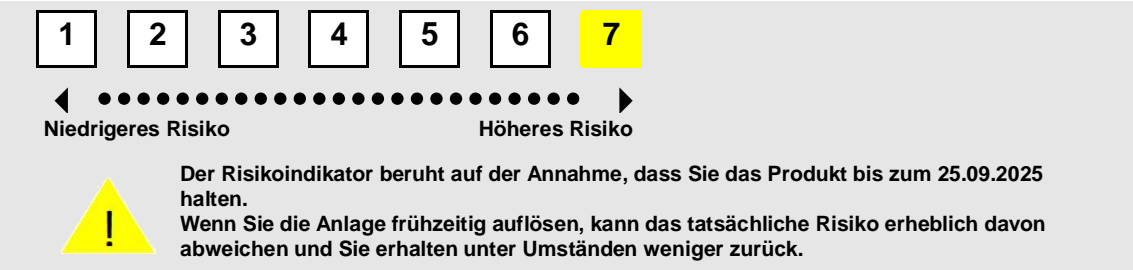 1 2 3 4 5 6 7
Niedrigeres Risiko Höheres Risiko
Der Risikoindikator beruht auf der Annahme, dass Sie das Produkt bis zum 25.09.2025
halten.
Wenn Sie die Anlage frühzeitig auflösen, kann das tatsächliche Risiko erheblich davon
abweichen und Sie erhalten unter Umständen weniger zurück.
!